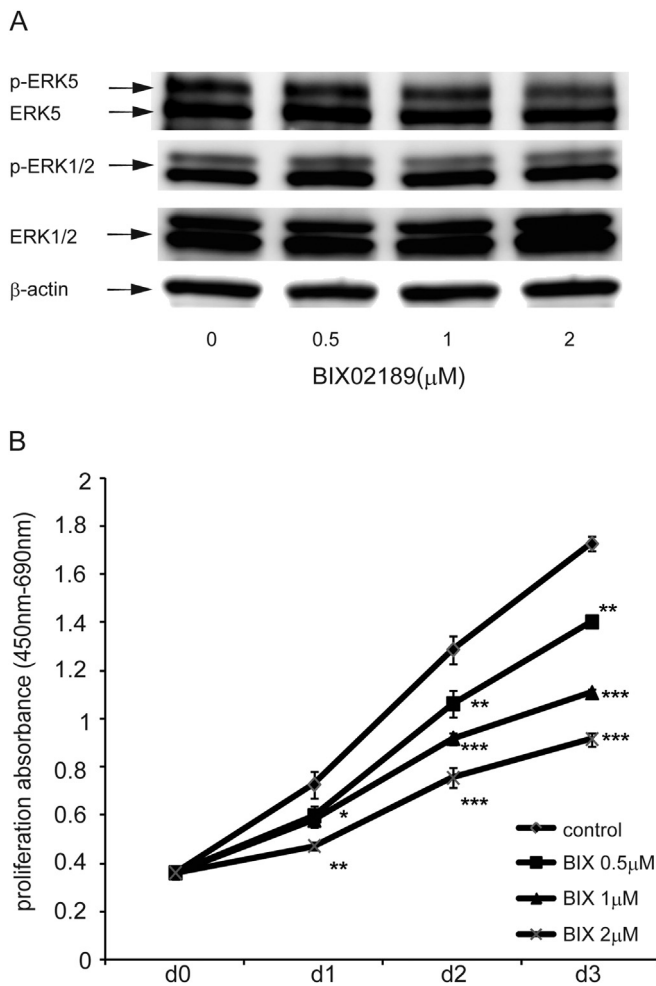 A
p-ERK5
ERK5
p-ERK1/2
ERK1/2
β-actin
0 0.5 1 2
BIX02189(μM)
B
proliferation absorbance (450nm-690nm)
2
1.8
1.6
1.4
1.2
1
0.8
0.6
0.4
0.2
0
**
**
***
***
***
*
**
control
BIX 0.5μM
BIX 1μM
BIX 2μM
d0 d1 d2 d3